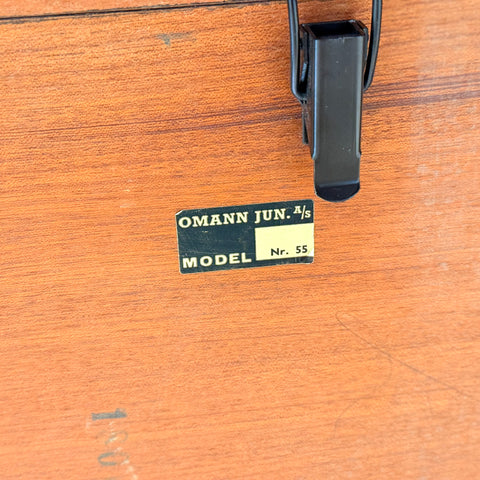 OMANN JUN. A/S
MODEL Nr. 55